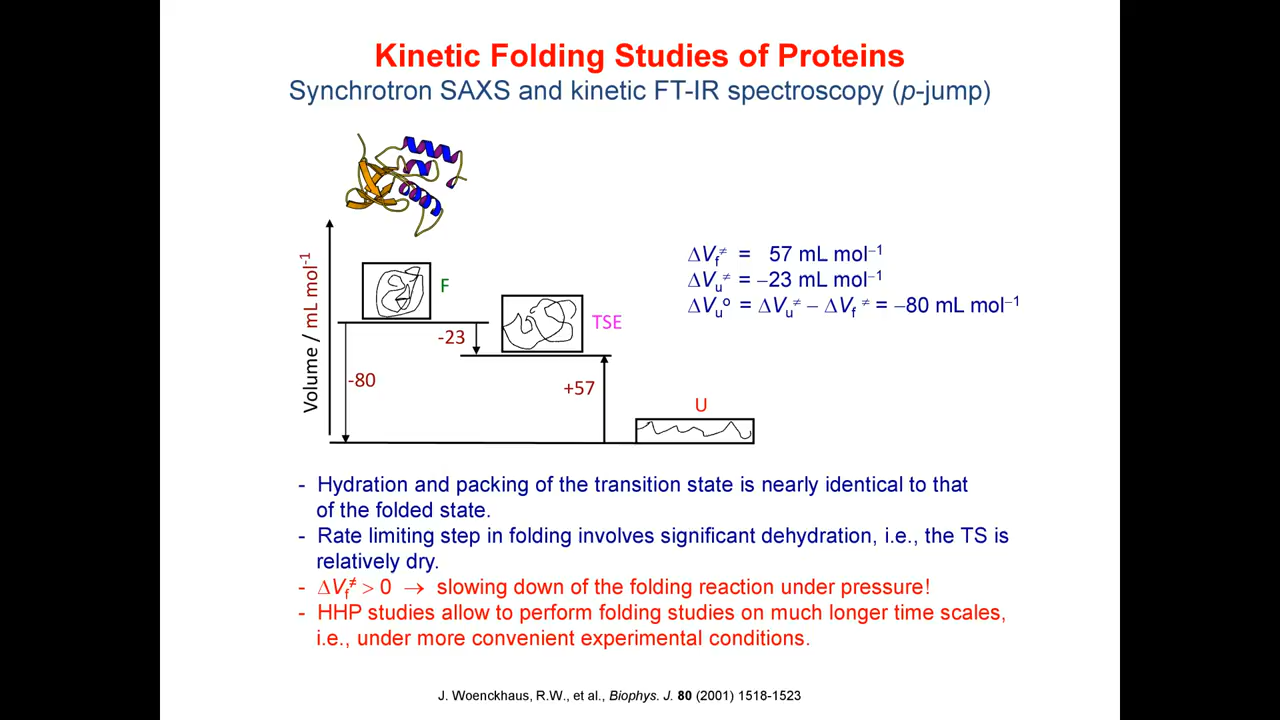 Kinetic Folding Studies of Proteins
Synchrotron SAXS and kinetic FT-IR spectroscopy (p-jump)
Volume / mL mol⁻¹
F
TSE
-23
-80
+57
U
ΔVf≠ = 57 mL mol⁻¹
ΔVu≠ = −23 mL mol⁻¹
ΔVuº = ΔVu≠ − ΔVf ≠ = −80 mL mol⁻¹
- Hydration and packing of the transition state is nearly identical to that
of the folded state.
- Rate limiting step in folding involves significant dehydration, i.e., the TS is
relatively dry.
- ΔVf≠ > 0 → slowing down of the folding reaction under pressure!
- HHP studies allow to perform folding studies on much longer time scales,
i.e., under more convenient experimental conditions.
J. Woenckhaus, R.W., et al., Biophys. J. 80 (2001) 1518-1523